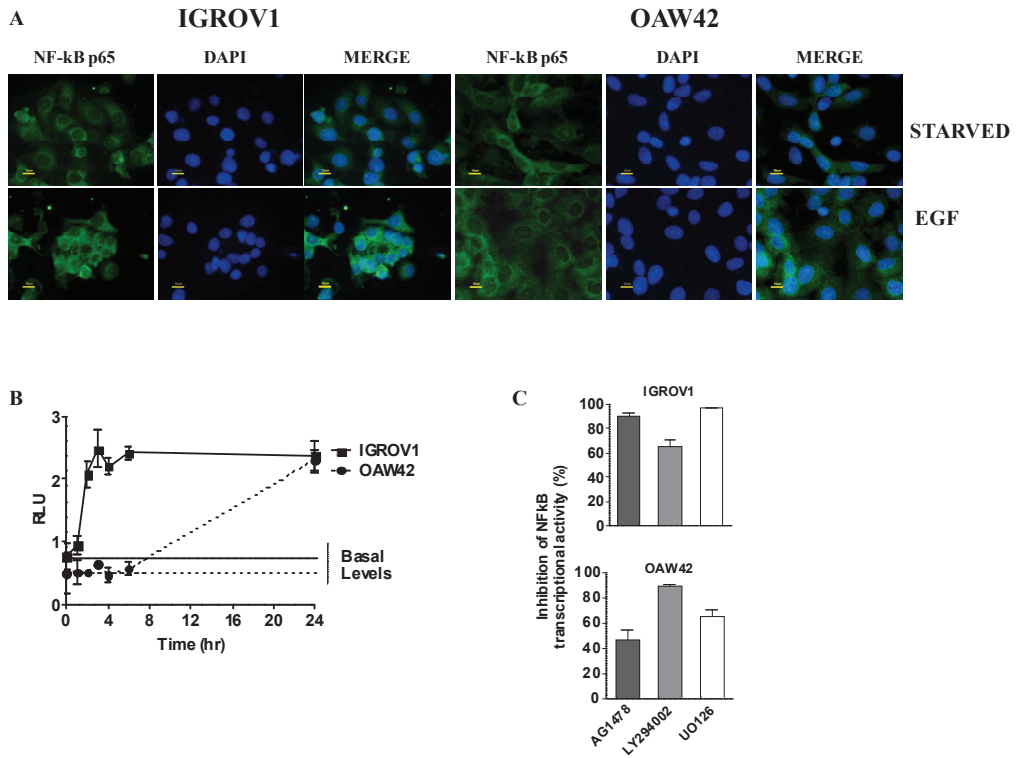 A
IGROV1 OAW42
NF-kB p65 DAPI MERGE NF-kB p65 DAPI MERGE
STARVED
EGF
B
3
2
1
0
RLU
0 4 8 12 16 20 24
Time (hr)
IGROV1
OAW42
Basal
Levels
C
IGROV1
100
80
60
40
20
0
Inhibition of NFkB
transcriptional activity (%)
OAW42
100
80
60
40
20
0
AG1478
LY294002
UO126